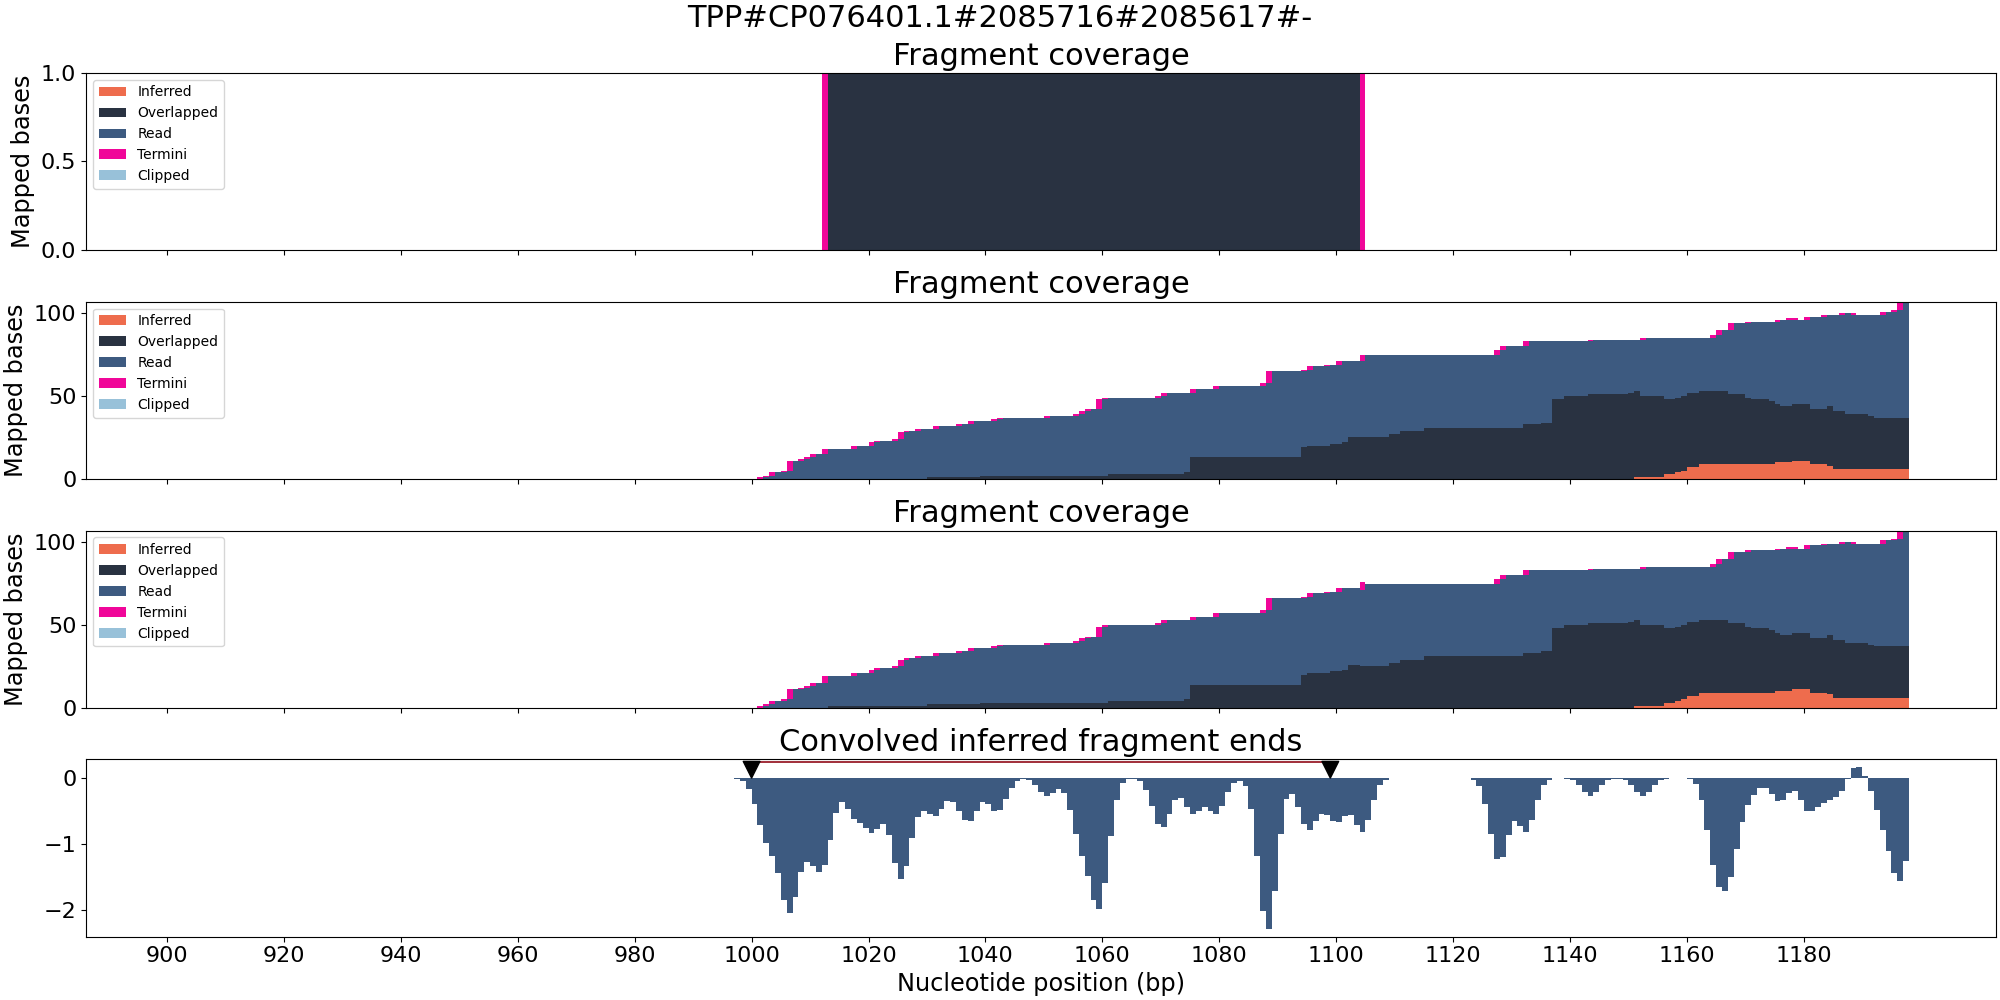 TPP#CP076401.1#2085716#2085617#-
Fragment coverage
Mapped bases
1.0
0.5
0.0
Inferred
Overlapped
Read
Termini
Clipped
Fragment coverage
Mapped bases
100
50
0
Inferred
Overlapped
Read
Termini
Clipped
Fragment coverage
Mapped bases
100
50
0
Inferred
Overlapped
Read
Termini
Clipped
Convolved inferred fragment ends
0
−1
−2
900 920 940 960 980 1000 1020 1040 1060 1080 1100 1120 1140 1160 1180
Nucleotide position (bp)